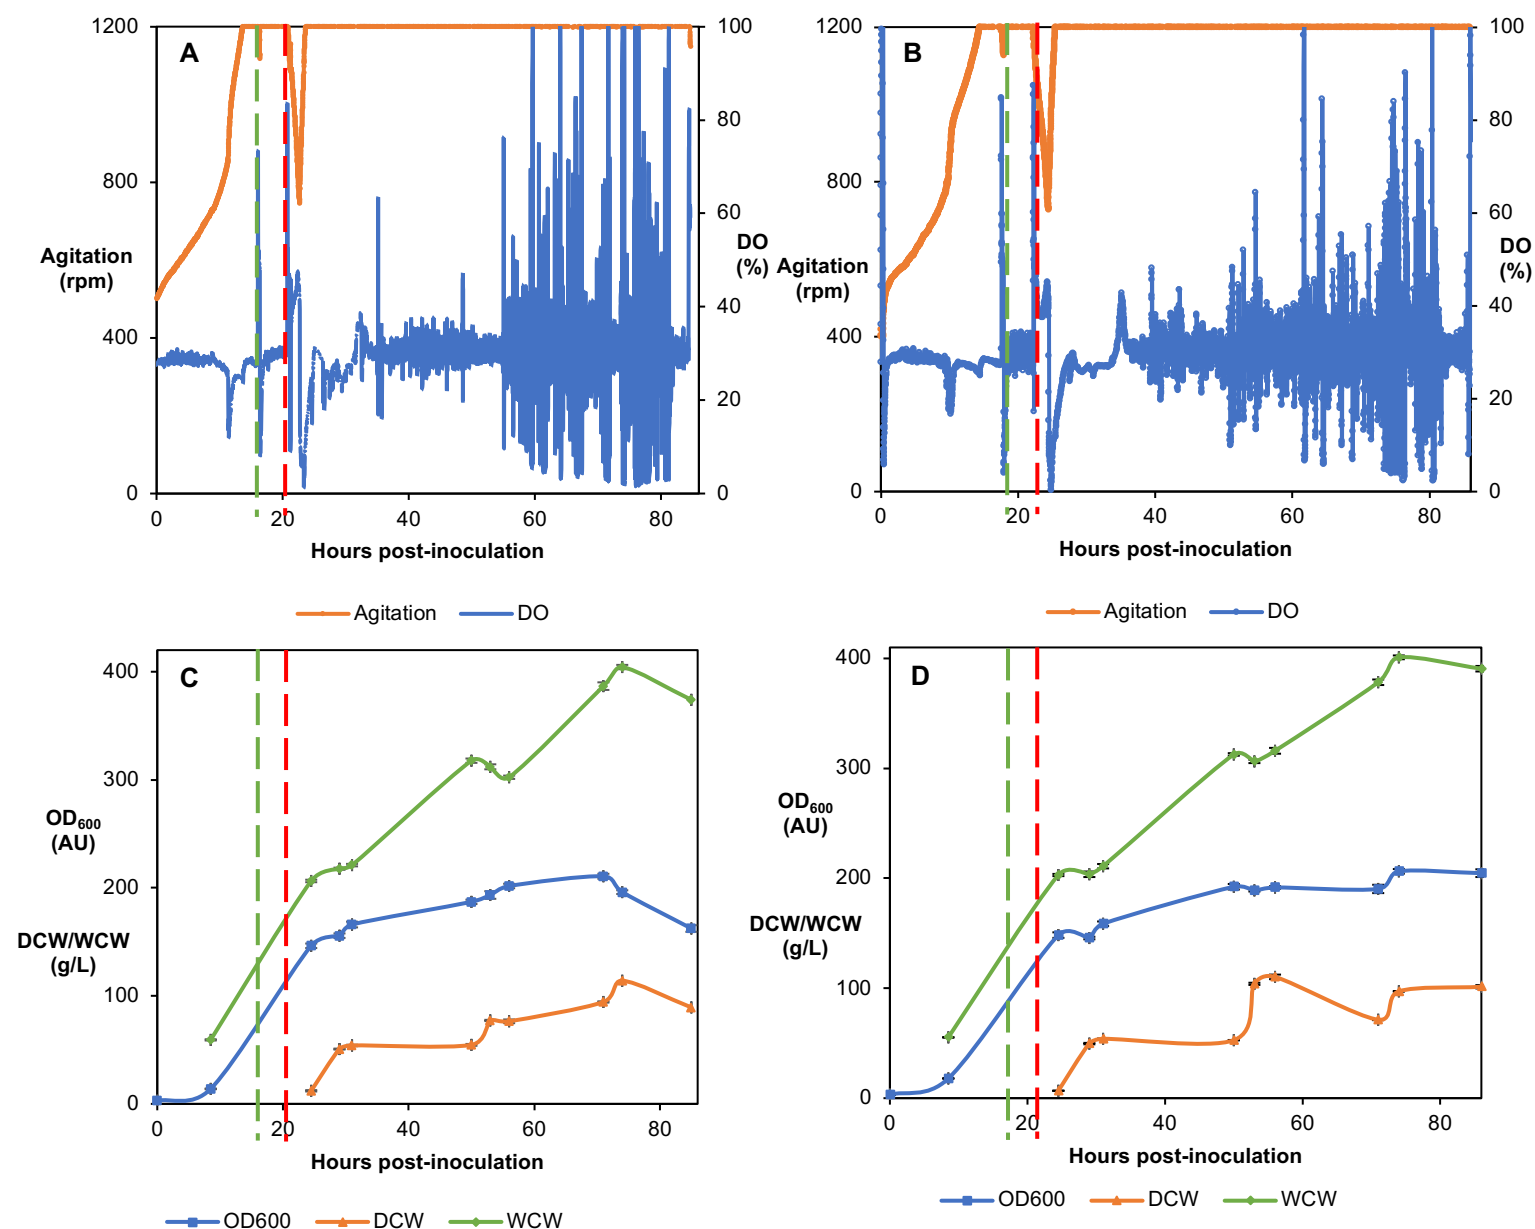 A
1200
800
400
0
Agitation
(rpm)
100
80
60
40
20
0
DO
(%)
0
20
40
60
80
Hours post-inoculation
Agitation
DO
B
1200
800
400
0
Agitation
(rpm)
100
80
60
40
20
0
DO
(%)
0
20
40
60
80
Hours post-inoculation
Agitation
DO
C
400
300
200
100
0
OD600
(AU)
DCW/WCW
(g/L)
0
20
40
60
80
Hours post-inoculation
OD600
DCW
WCW
D
400
300
200
100
0
OD600
(AU)
DCW/WCW
(g/L)
0
20
40
60
80
Hours post-inoculation
OD600
DCW
WCW